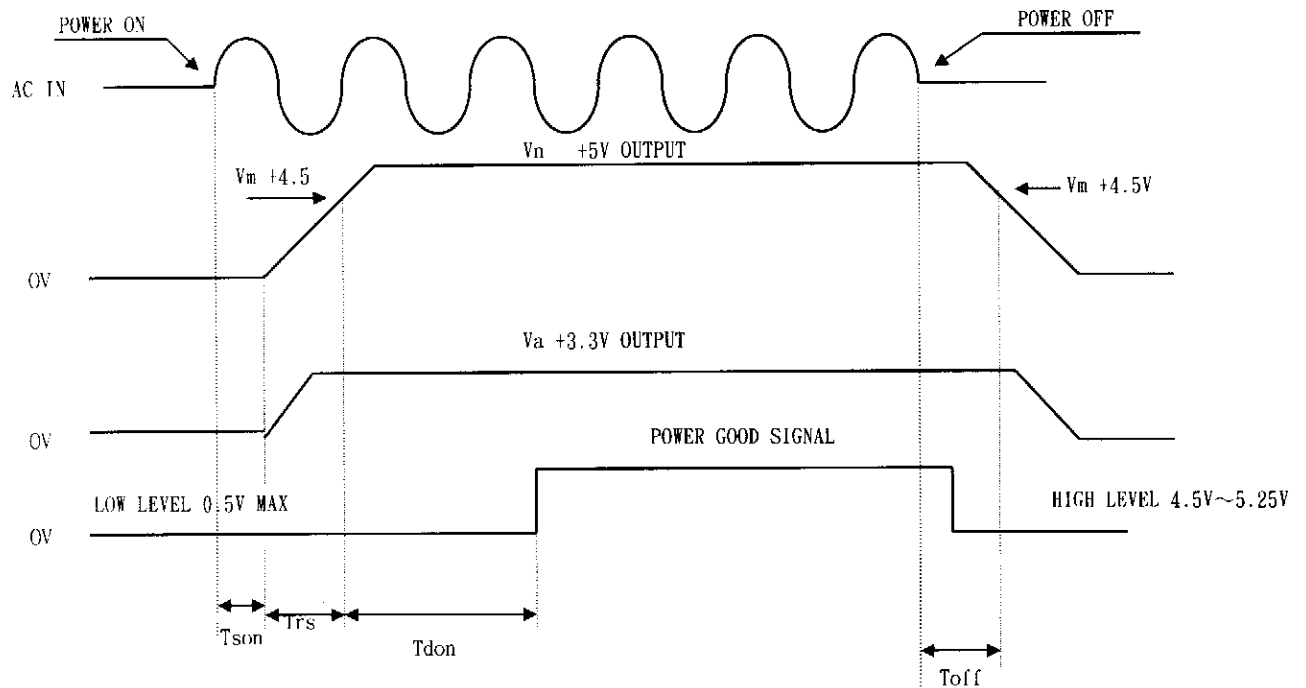 POWER ON
POWER OFF
AC IN
Vn +5V OUTPUT
Vm +4.5
Vm +4.5V
0V
Va +3.3V OUTPUT
0V
POWER GOOD SIGNAL
LOW LEVEL 0.5V MAX
HIGH LEVEL 4.5V～5.25V
0V
Tson
Trs
Tdon
Toff